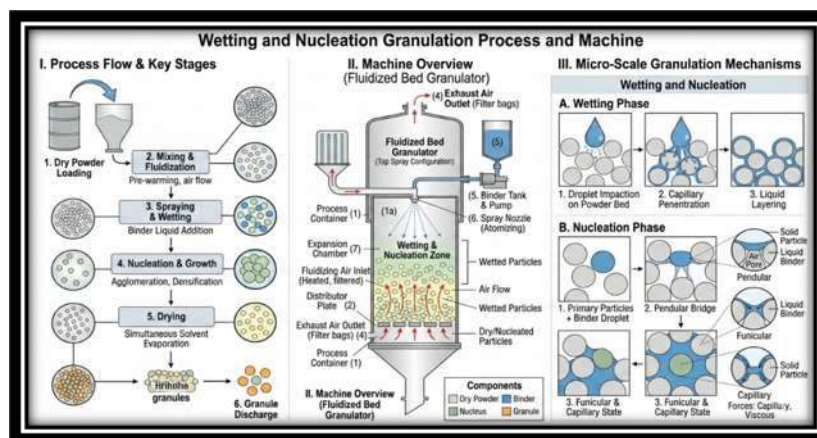 Wetting and Nucleation Granulation Process and Machine
I. Process Flow & Key Stages
1. Dry Powder
Loading
2. Mixing &
Fluidization
Pre-warming, air flow
3. Spraying
& Wetting
Binder Liquid Addition
4. Nucleation & Growth
Agglomeration, Densification
5. Drying
Simultaneous Solvent
Evaporation
Hrihohe
granules
6. Granule
Discharge
II. Machine Overview
(Fluidized Bed Granulator)
(4) Exhaust Air
Outlet (Filter bags)
Fluidized Bed
Granulator
(Top Spray Configuration)
(5)
Process
Container (1)
(1a)
(5. Binder Tank
& Pump
(6. Spray Nozzle
(Atomizing)
Expansion
Chamber (7)
Wetting &
Nucleation Zone
Wetted Particles
Fluidizing Air Inlet
(Heated, filtered)
Air Flow
Distributor
Plate (2)
Wetted Particles
Exhaust Air Outlet
(Filter bags) (4)
Dry/Nucleated
Particles
Process
Container (1)
II. Machine Overview
(Fluidized Bed
Granulator)
Components
Dry Powder
Binder
Nucleus
Granule
III. Micro-Scale Granulation Mechanisms
Wetting and Nucleation
A. Wetting Phase
1. Droplet Impaction
on Powder Bed
2. Capillary
Penentration
3. Liquid
Layering
B. Nucleation Phase
1. Primary Particles
+ Binder Droplet
2. Pendular Bridge
Solid
Particle
Liquid
Binder
Air
Pore
Pendular
Liquid
Binder
Funicular
Solid
Particle
3. Funicular &
Capillary State
3. Funicular &
Capillary State
Capillary
Forces: Capillary,
Viscous